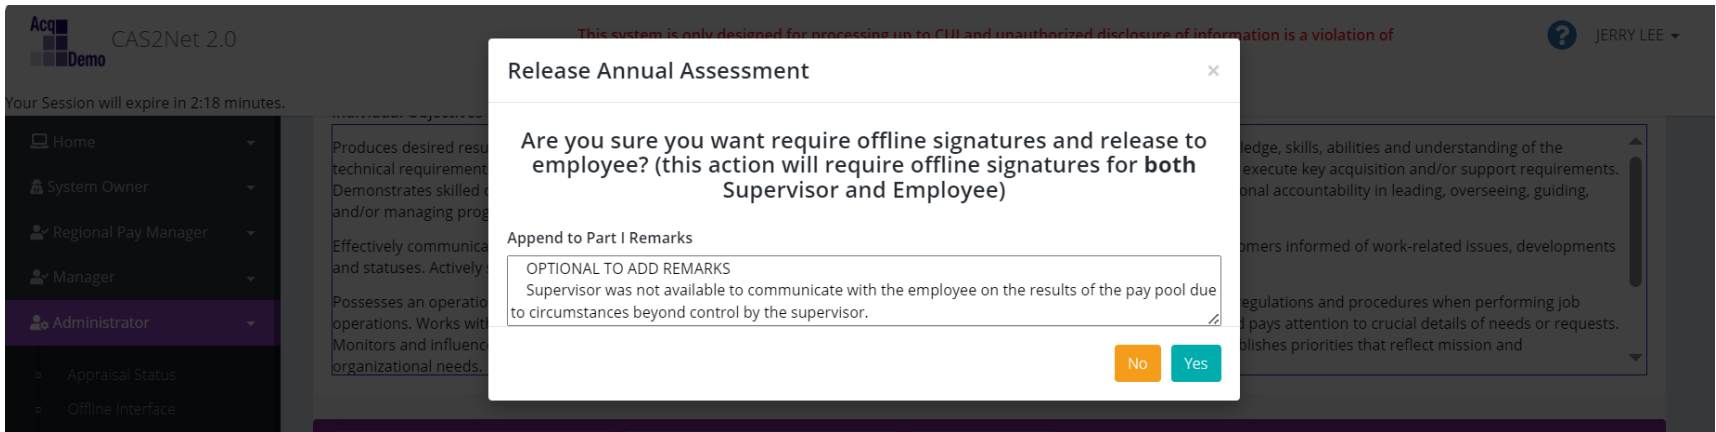 Acq
Demo
CAS2Net 2.0
This system is only designed for processing up to CUI and unauthorized disclosure of information is a violation of
?
JERRY LEE
Your Session will expire in 2:18 minutes.
Release Annual Assessment
×
Are you sure you want require offline signatures and release to
employee? (this action will require offline signatures for both
Supervisor and Employee)
Append to Part I Remarks
OPTIONAL TO ADD REMARKS
Supervisor was not available to communicate with the employee on the results of the pay pool due
to circumstances beyond control by the supervisor.
No
Yes
Home
System Owner
Regional Pay Manager
Manager
Administrator
Appraisal Status
Offline Interface
Individual Objectives
Produces desired resu
ledge, skills, abilities and understanding of the
technical requirement
execute key acquisition and/or support requirements.
Demonstrates skilled
onal accountability in leading, overseeing, guiding,
and/or managing prog
Effectively communica
omers informed of work-related issues, developments
and statuses. Actively
Possesses an operatio
egulations and procedures when performing job
operations. Works with
d pays attention to crucial details of needs or requests.
Monitors and influenc
blishes priorities that reflect mission and
organizational needs.